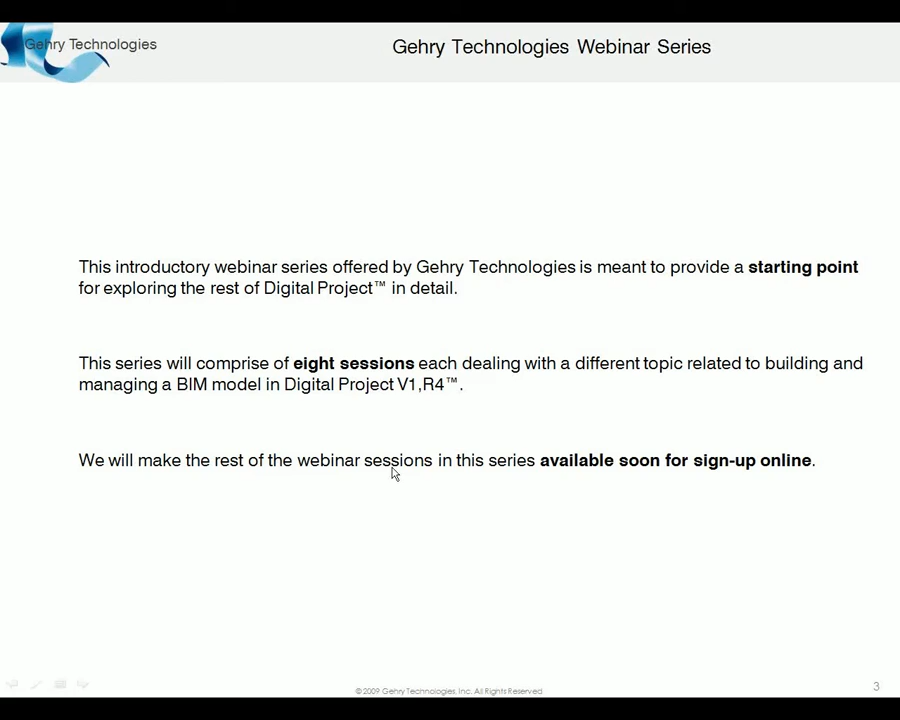 Gehry Technologies
Gehry Technologies Webinar Series
This introductory webinar series offered by Gehry Technologies is meant to provide a starting point
for exploring the rest of Digital Project™ in detail.
This series will comprise of eight sessions each dealing with a different topic related to building and
managing a BIM model in Digital Project V1,R4™.
We will make the rest of the webinar sessions in this series available soon for sign-up online.
© 2009 Gehry Technologies, Inc. All Rights Reserved
3